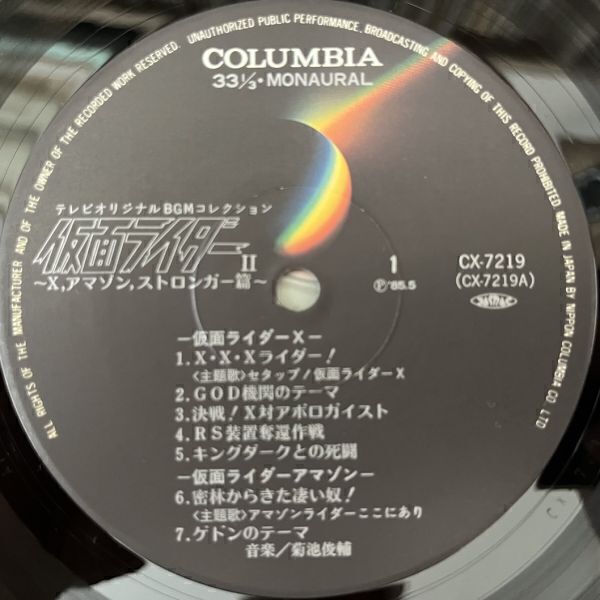 ALL RIGHTS OF THE MANUFACTURER AND OF THE OWNER OF THE RECORDED WORK RESERVED. UNAUTHORIZED PUBLIC PERFORMANCE, BROADCASTING AND COPYING OF THIS RECORD PROHIBITED. MADE IN JAPAN BY NIPPON COLUMBIA CO., LTD
COLUMBIA
33⅓・MONAURAL
テレビオリジナルBGMコレクション
仮面ライダーII
〜X,アマゾン,ストロンガー篇〜
1
Ⓟ'85.5
CX-7219
(CX-7219A)
JASRAC
―仮面ライダーX―
1.X・X・Xライダー!
〈主題歌〉セタップ!仮面ライダーX
2.GOD機関のテーマ
3.決戦!X対アポロガイスト
4.RS装置奪還作戦
5.キングダークとの死闘
―仮面ライダーアマゾン―
6.密林からきた凄い奴!
〈主題歌〉アマゾンライダーここにあり
7.ゲドンのテーマ
音楽/菊池俊輔